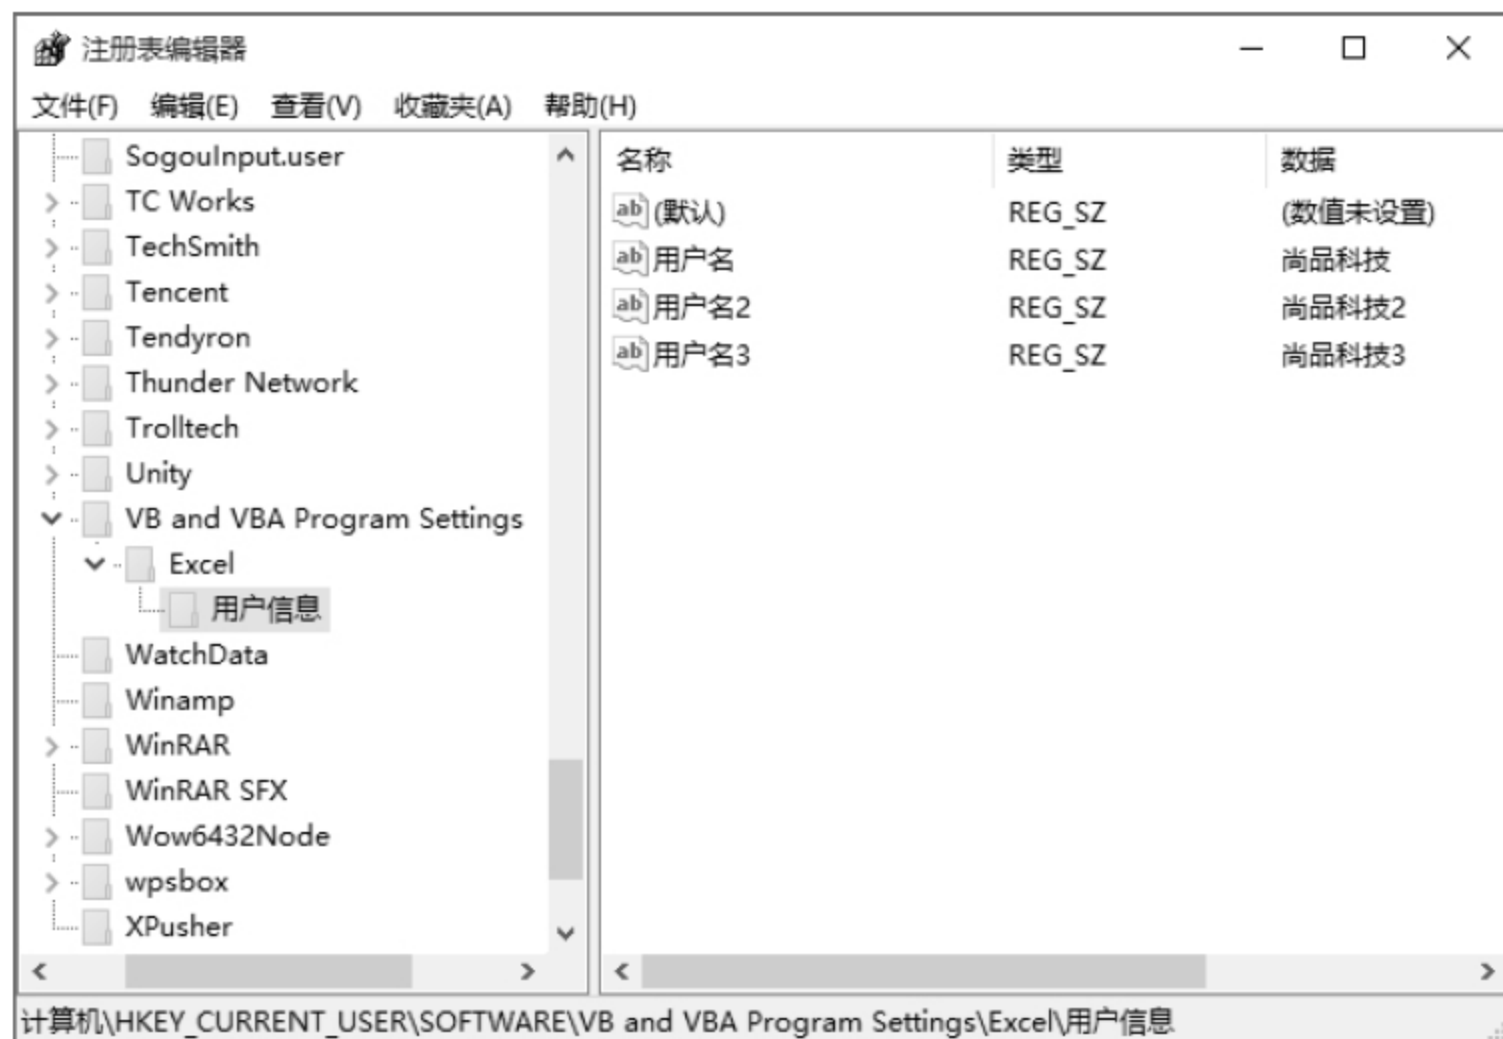 注册表编辑器
文件(F) 编辑(E) 查看(V) 收藏夹(A) 帮助(H)
SogouInput.user
TC Works
TechSmith
Tencent
Tendyron
Thunder Network
Trolltech
Unity
VB and VBA Program Settings
Excel
用户信息
WatchData
Winamp
WinRAR
WinRAR SFX
Wow6432Node
wpsbox
XPusher
名称 类型 数据
ab (默认) REG_SZ (数值未设置)
ab 用户名 REG_SZ 尚品科技
ab 用户名2 REG_SZ 尚品科技2
ab 用户名3 REG_SZ 尚品科技3
计算机\HKEY_CURRENT_USER\SOFTWARE\VB and VBA Program Settings\Excel\用户信息